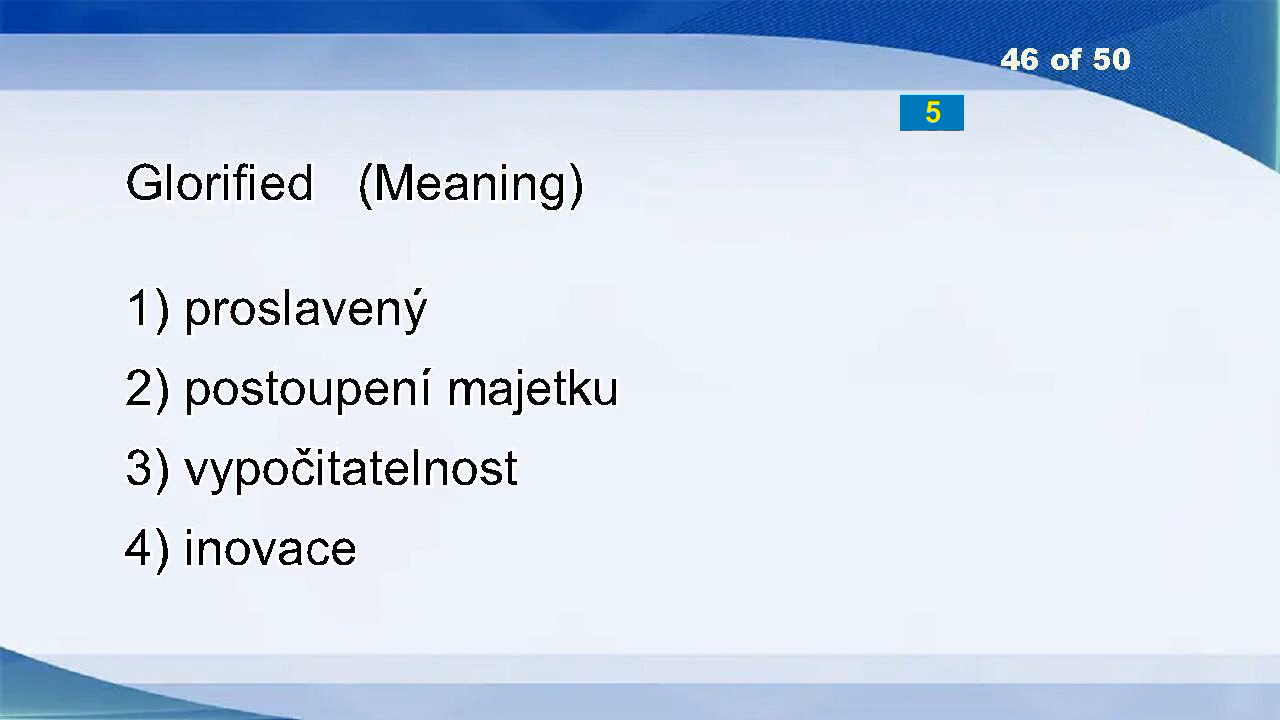 46 of 50
5
Glorified (Meaning)
1) proslavený
2) postoupení majetku
3) vypočitatelnost
4) inovace